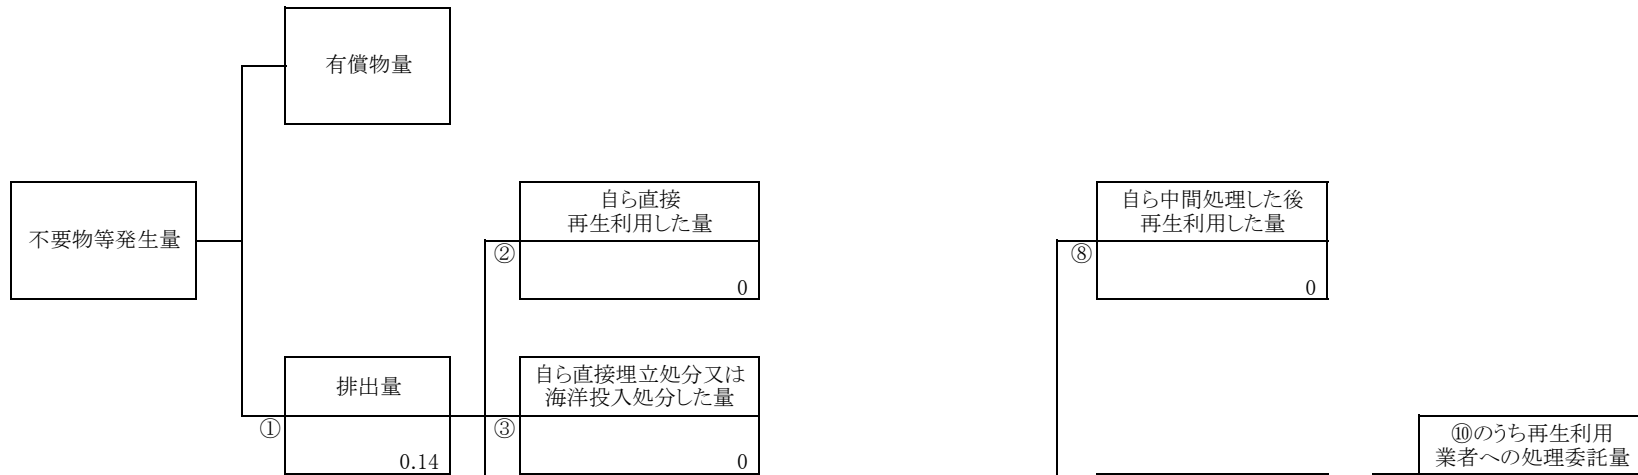 有償物量
不要物等発生量
自ら直接
再生利用した量
②
0
自ら中間処理した後
再生利用した量
⑧
0
排出量
①
0.14
自ら直接埋立処分又は
海洋投入処分した量
③
0
⑩のうち再生利用
業者への処理委託量